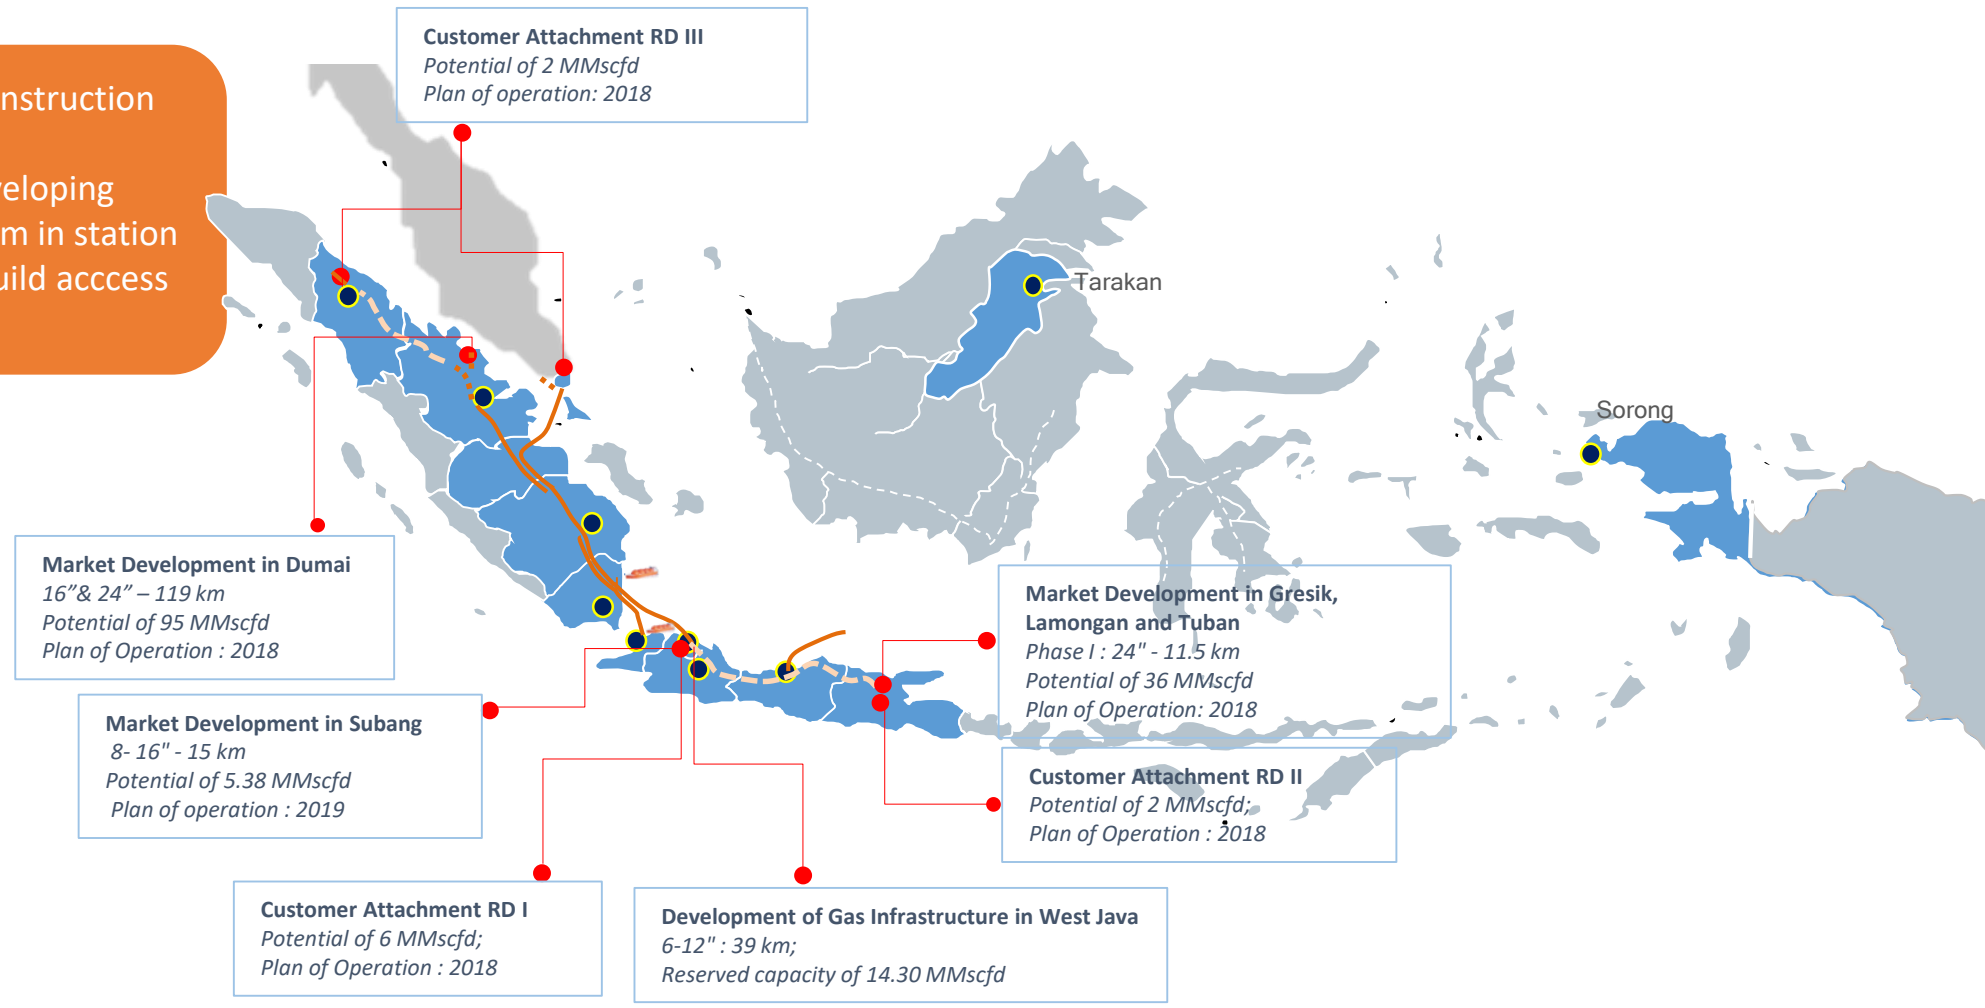 nstruction
veloping
m in station
uild acccess
Customer Attachment RD III
Potential of 2 MMscfd
Plan of operation: 2018
Tarakan
Sorong
Market Development in Dumai
16”& 24” – 119 km
Potential of 95 MMscfd
Plan of Operation : 2018
Market Development in Gresik,
Lamongan and Tuban
Phase I : 24" - 11.5 km
Potential of 36 MMscfd
Plan of Operation: 2018
Market Development in Subang
8- 16" - 15 km
Potential of 5.38 MMscfd
Plan of operation : 2019
Customer Attachment RD II
Potential of 2 MMscfd;
Plan of Operation : 2018
Customer Attachment RD I
Potential of 6 MMscfd;
Plan of Operation : 2018
Development of Gas Infrastructure in West Java
6-12" : 39 km;
Reserved capacity of 14.30 MMscfd